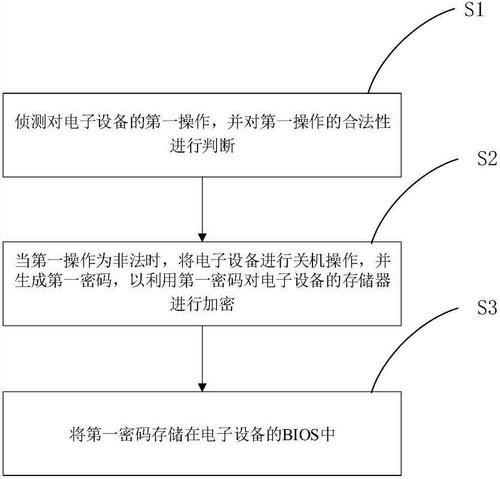 S1
侦测对电子设备的第一操作，并对第一操作的合法性
进行判断
S2
当第一操作为非法时，将电子设备进行关机操作，并
生成第一密码，以利用第一密码对电子设备的存储器
进行加密
S3
将第一密码存储在电子设备的BIOS中